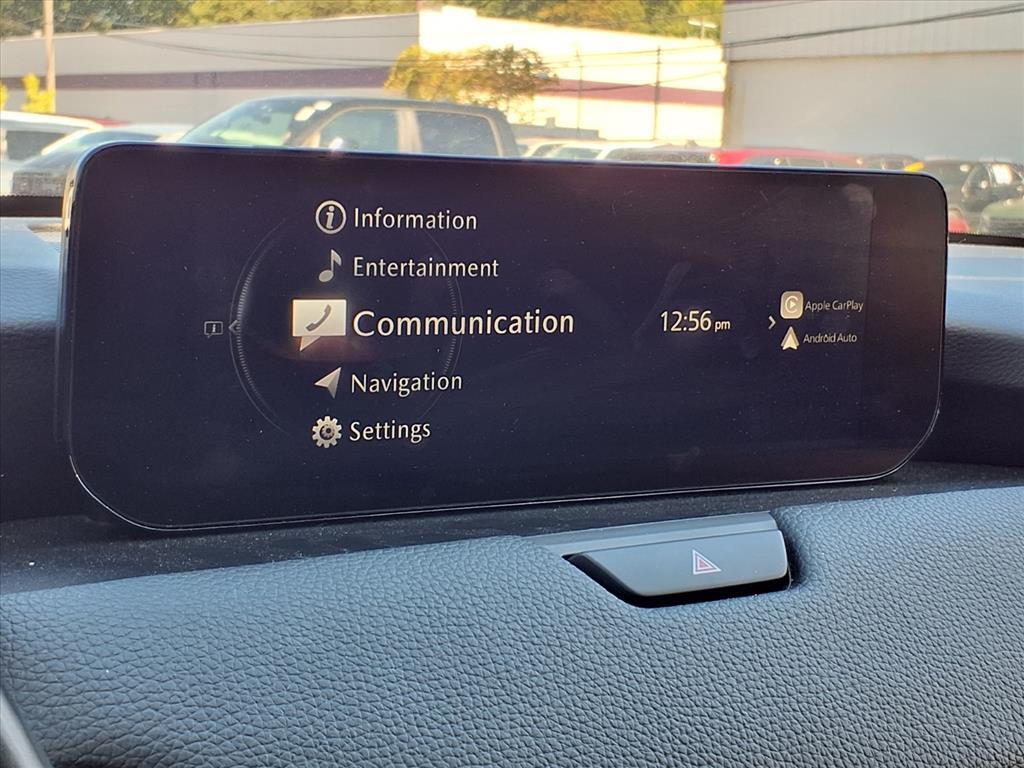 Information
Entertainment
Communication
12:56 pm
Apple CarPlay
Android Auto
Navigation
Settings